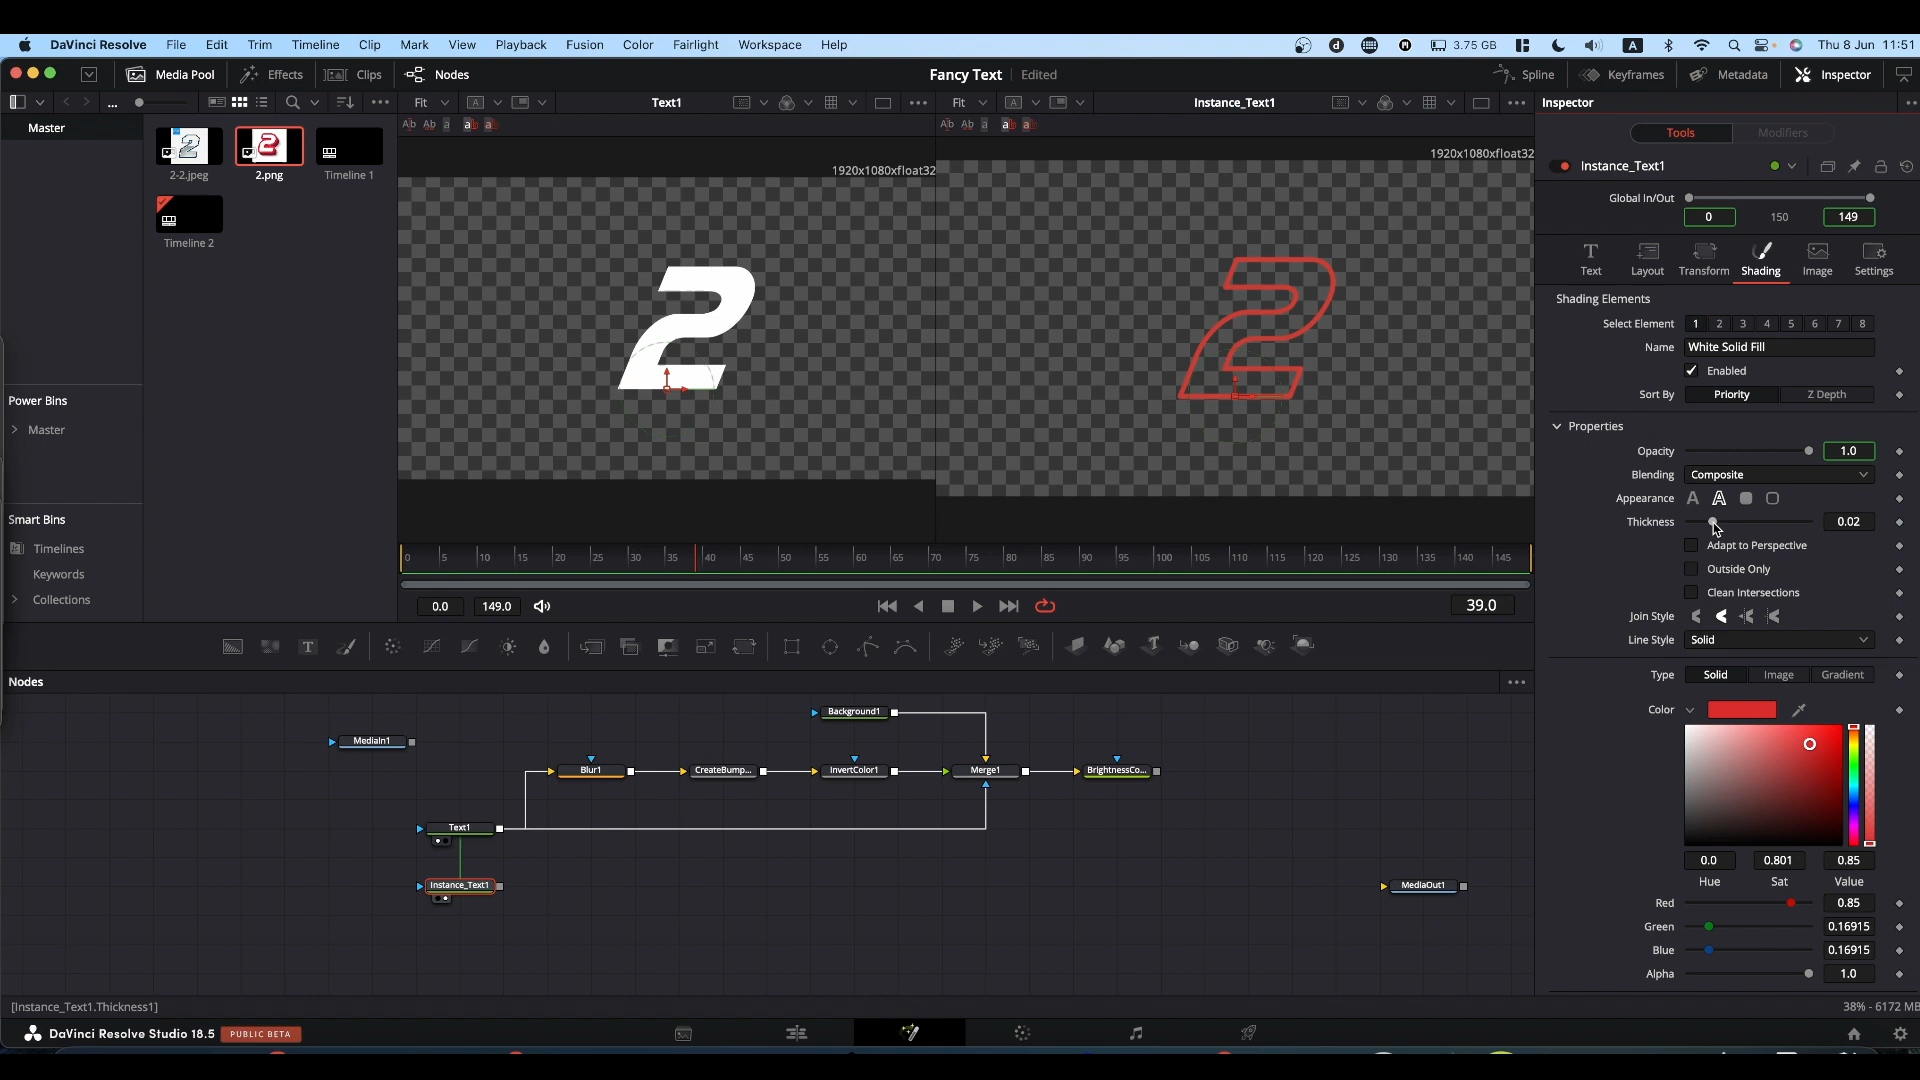 DaVinci Resolve File Edit Trim Timeline Clip Mark View Playback Fusion Color Fairlight Workspace Help 3.75 GB A Thu 8 Jun 11:51
Media Pool Effects Clips Nodes Fancy Text Edited Spline Keyframes Metadata Inspector
... Fit A Text1 Fit A Instance_Text1 Inspector
Master
2-2.jpeg
2.png
Timeline 1
Timeline 2
Power Bins
Master
Smart Bins
Timelines
Keywords
Collections
1920x1080xfloat32
2
1920x1080xfloat32
2
0 5 10 15 20 25 30 35 40 45 50 55 60 65 70 75 80 85 90 95 100 105 110 115 120 125 130 135 140 145
0.0 149.0 39.0
Tools Modifiers
Instance_Text1
Global In/Out
0 150 149
Text Layout Transform Shading Image Settings
Shading Elements
Select Element 1 2 3 4 5 6 7 8
Name White Solid Fill
Enabled
Sort By Priority Z Depth
Properties
Opacity 1.0
Blending Composite
Appearance A A
Thickness 0.02
Adapt to Perspective
Outside Only
Clean Intersections
Join Style
Line Style Solid
Type Solid Image Gradient
Color
0.0 0.801 0.85
Hue Sat Value
Red 0.85
Green 0.16915
Blue 0.16915
Alpha 1.0
Nodes
Background1
MediaIn1
Blur1 CreateBump... InvertColor1 Merge1 BrightnessCo...
Text1
Instance_Text1 MediaOut1
[Instance_Text1.Thickness1] 38% - 6172 MB
DaVinci Resolve Studio 18.5 PUBLIC BETA